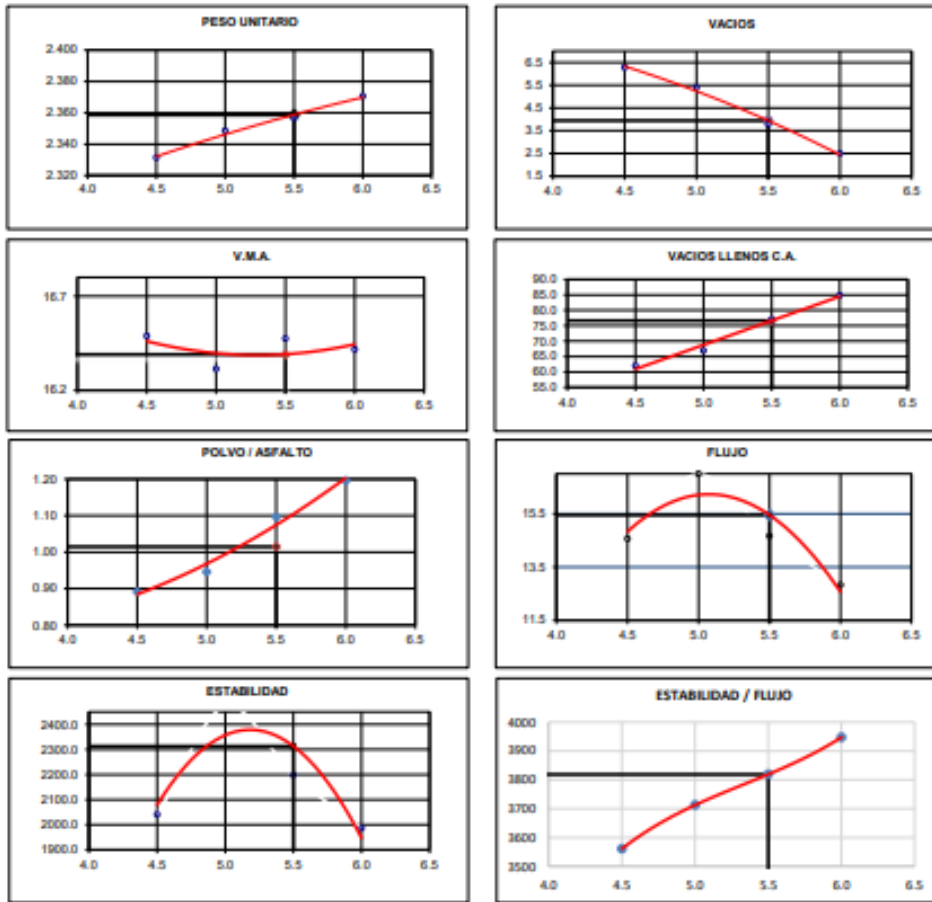 PESO UNITARIO
2.400
2.380
2.360
2.340
2.320
4.0 4.5 5.0 5.5 6.0 6.5
VACIOS
6.5
5.5
4.5
3.5
2.5
1.5
4.0 4.5 5.0 5.5 6.0 6.5
V.M.A.
16.7
16.2
4.0 4.5 5.0 5.5 6.0 6.5
VACIOS LLENOS C.A.
90.0
85.0
80.0
75.0
70.0
65.0
60.0
55.0
4.0 4.5 5.0 5.5 6.0 6.5
POLVO / ASFALTO
1.20
1.10
1.00
0.90
0.80
4.0 4.5 5.0 5.5 6.0 6.5
FLUJO
15.5
13.5
11.5
4.0 4.5 5.0 5.5 6.0 6.5
ESTABILIDAD
2400.0
2300.0
2200.0
2100.0
2000.0
1900.0
4.0 4.5 5.0 5.5 6.0 6.5
ESTABILIDAD / FLUJO
4000
3900
3800
3700
3600
3500
4.0 4.5 5.0 5.5 6.0 6.5